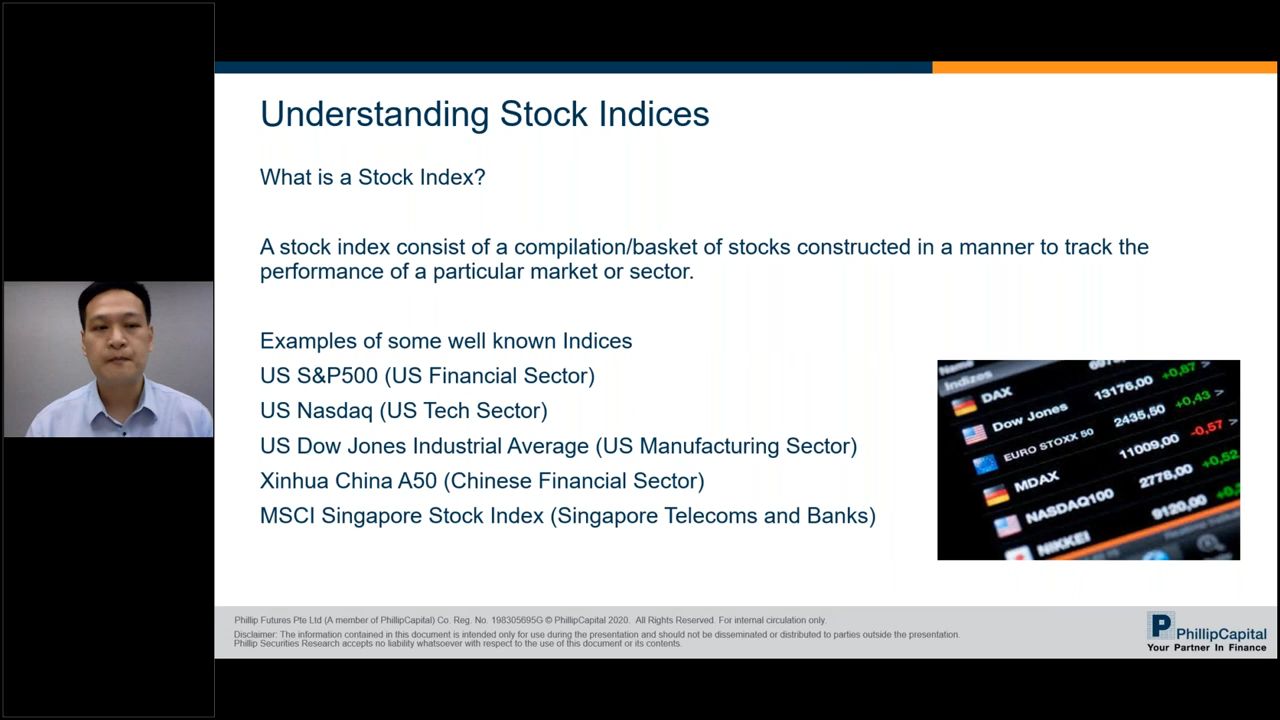 Understanding Stock Indices
What is a Stock Index?
A stock index consist of a compilation/basket of stocks constructed in a manner to track the
performance of a particular market or sector.
Examples of some well known Indices
US S&P500 (US Financial Sector)
US Nasdaq (US Tech Sector)
US Dow Jones Industrial Average (US Manufacturing Sector)
Xinhua China A50 (Chinese Financial Sector)
MSCI Singapore Stock Index (Singapore Telecoms and Banks)
Name
Indizes
DAX
13176,00 +0,87 >
Dow Jones
2435,50 +0,43 >
EURO STOXX 50
11009,00 -0,57 >
MDAX
2778,00 +0,52
NASDAQ100
9120,00
NIKKEI
Phillip Futures Pte Ltd (A member of PhillipCapital) Co. Reg. No. 198305695G © PhillipCapital 2020. All Rights Reserved. For internal circulation only.
Disclaimer: The information contained in this document is intended only for use during the presentation and should not be disseminated or distributed to parties outside the presentation.
Phillip Securities Research accepts no liability whatsoever with respect to the use of this document or its contents.
P
PhillipCapital
Your Partner In Finance